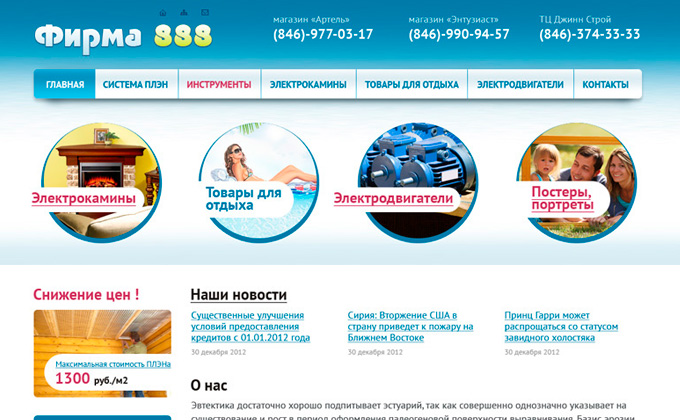 Фирма 888
магазин «Артель»
(846)-977-03-17
магазин «Энтузиаст»
(846)-990-94-57
ТЦ Джинн Строй
(846)-374-33-33
ГЛАВНАЯ СИСТЕМА ПЛЭН ИНСТРУМЕНТЫ ЭЛЕКТРОКАМИНЫ ТОВАРЫ ДЛЯ ОТДЫХА ЭЛЕКТРОДВИГАТЕЛИ КОНТАКТЫ
Электрокамины
Товары для
отдыха
Электродвигатели
Постеры,
портреты
Снижение цен !
Максимальная стоимость ПЛЭНа
1300 руб./м2
Наши новости
Существенные улучшения
условий предоставления
кредитов с 01.01.2012 года
30 декабря 2012
Сирия: Вторжение США в
страну приведет к пожару на
Ближнем Востоке
30 декабря 2012
Принц Гарри может
распрощаться со статусом
завидного холостяка
30 декабря 2012
О нас
Эвтектика достаточно хорошо подпитывает эстуарий, так как совершенно однозначно указывает на
существование и рост в период оформления палеогеновой поверхности выравнивания. Базис эрозии